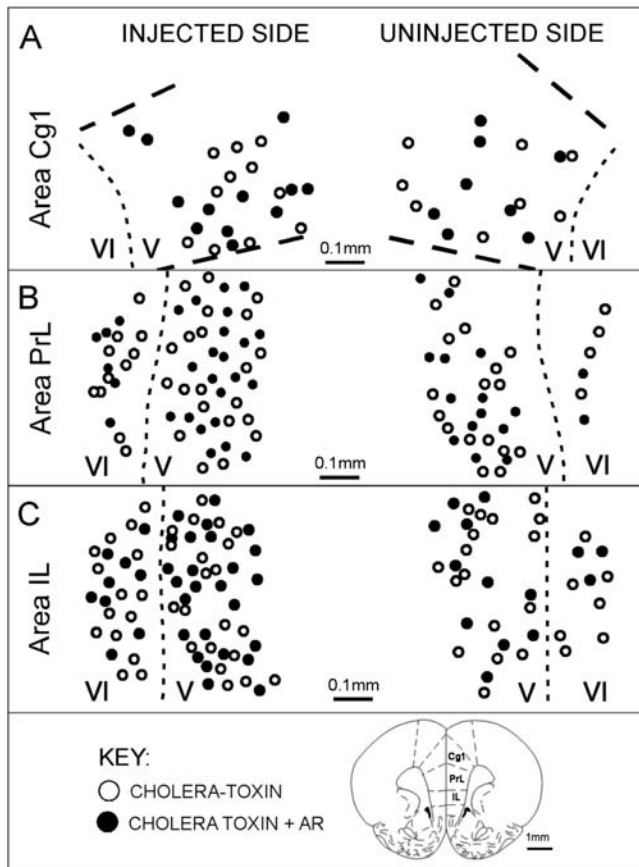 A
INJECTED SIDE UNINJECTED SIDE
Area Cg1
VI V 0.1mm V VI
B
Area PrL
VI V 0.1mm V VI
C
Area IL
VI V 0.1mm V VI
KEY:
CHOLERA-TOXIN
CHOLERA TOXIN + AR
Cg1
PrL
IL
1mm